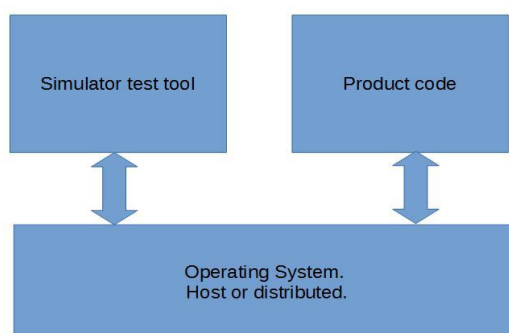 Simulator test tool
Product code
Operating System.
Host or distributed.